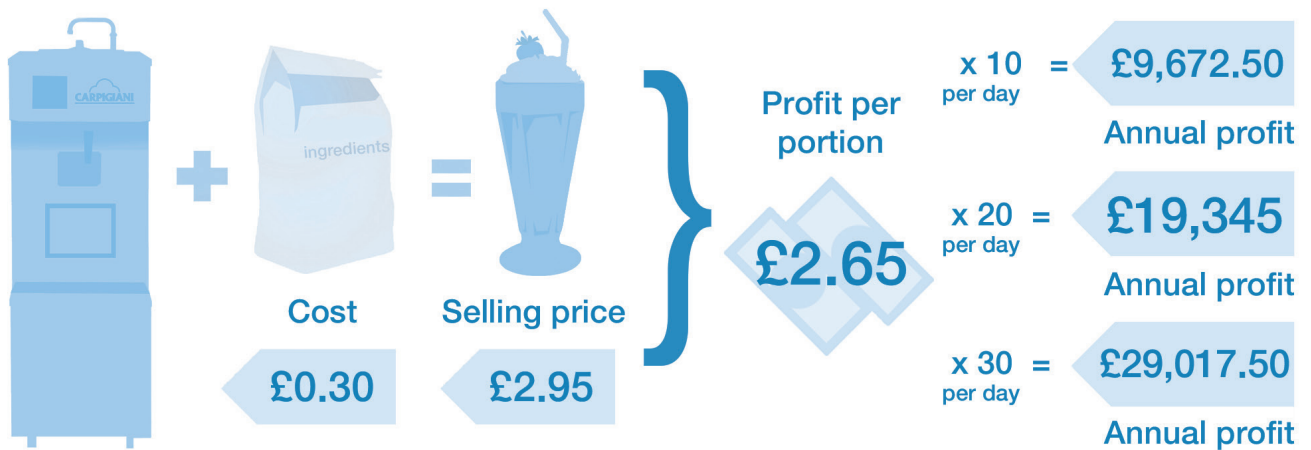 CARPIGIANI
ingredients
Cost
£0.30
Selling price
£2.95
Profit per
portion
£2.65
x 10 =
per day
£9,672.50
Annual profit
x 20 =
per day
£19,345
Annual profit
x 30 =
per day
£29,017.50
Annual profit